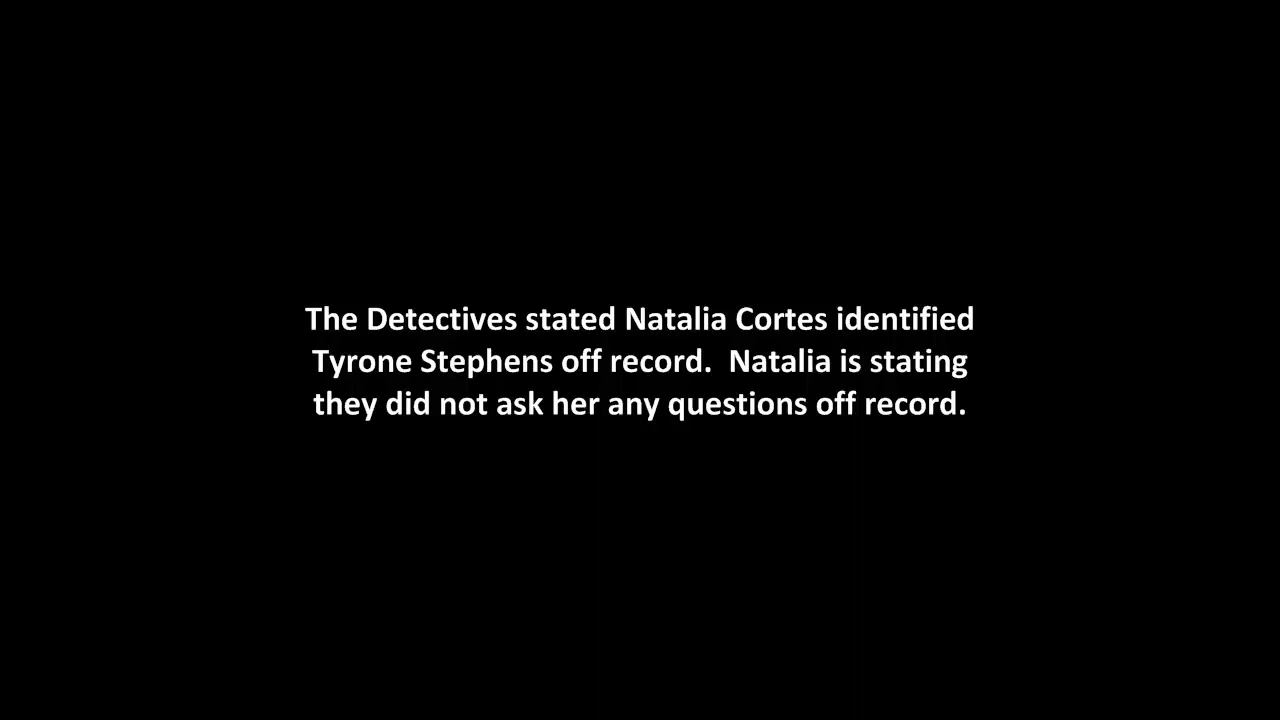 The Detectives stated Natalia Cortes identified
Tyrone Stephens off record.  Natalia is stating
they did not ask her any questions off record.